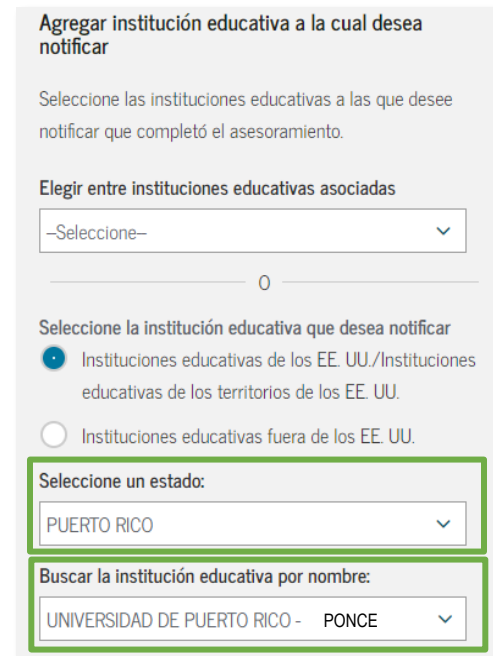 Agregar institución educativa a la cual desea
notificar
Seleccione las instituciones educativas a las que desee
notificar que completó el asesoramiento.
Elegir entre instituciones educativas asociadas
–Seleccione–
O
Seleccione la institución educativa que desea notificar
Instituciones educativas de los EE. UU./Instituciones
educativas de los territorios de los EE. UU.
Instituciones educativas fuera de los EE. UU.
Seleccione un estado:
PUERTO RICO
Buscar la institución educativa por nombre:
UNIVERSIDAD DE PUERTO RICO - PONCE